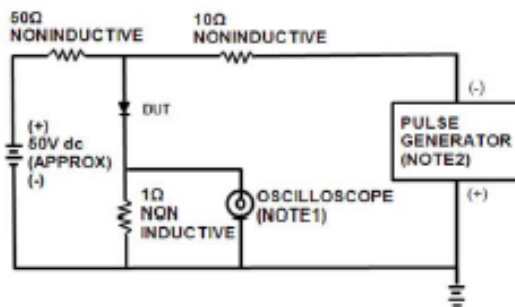 50Ω
NONINDUCTIVE
10Ω
NONINDUCTIVE
(+)
50V dc
(APPROX)
(-)
DUT
1Ω
NON
INDUCTIVE
OSCILLOSCOPE
(NOTE1)
(-)
PULSE
GENERATOR
(NOTE2)
(+)